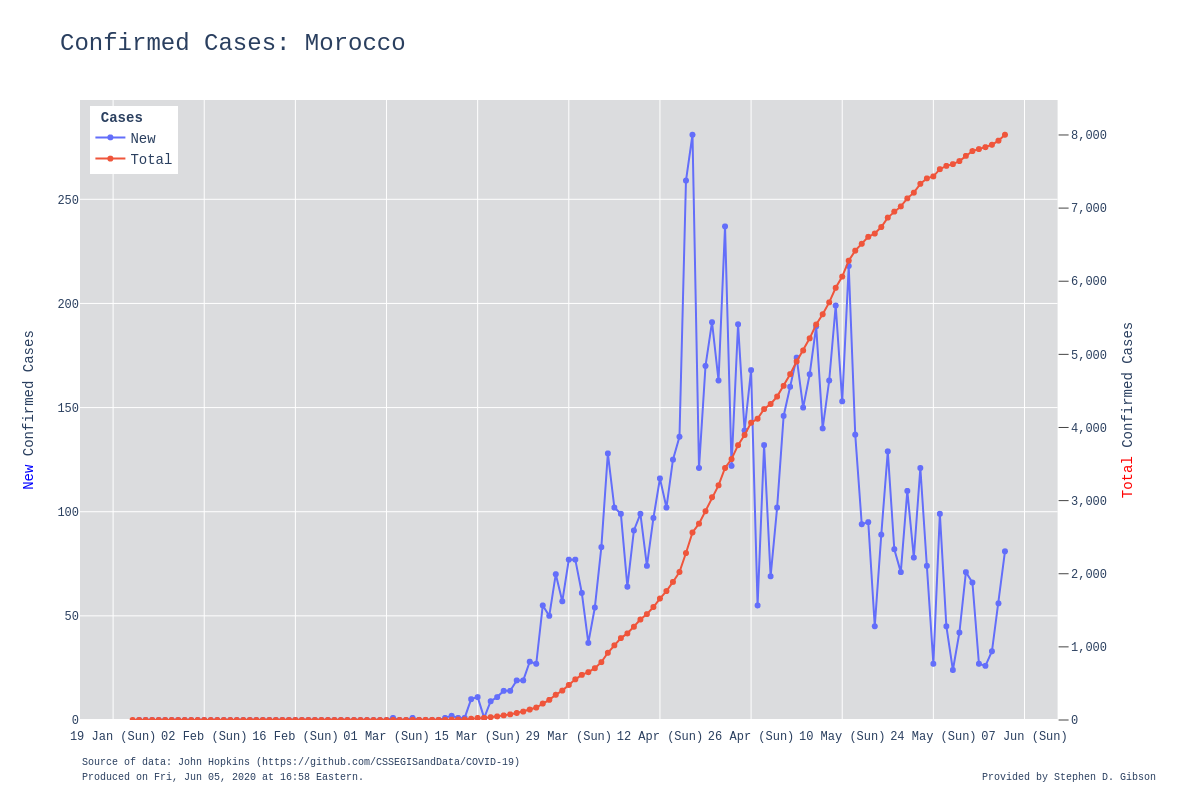 Confirmed Cases: Morocco
Cases
New
Total
250
200
150
100
50
0
New Confirmed Cases
8,000
7,000
6,000
5,000
4,000
3,000
2,000
1,000
0
Total Confirmed Cases
19 Jan (Sun) 02 Feb (Sun) 16 Feb (Sun) 01 Mar (Sun) 15 Mar (Sun) 29 Mar (Sun) 12 Apr (Sun) 26 Apr (Sun) 10 May (Sun) 24 May (Sun) 07 Jun (Sun)
Source of data: John Hopkins (https://github.com/CSSEGISandData/COVID-19)
Produced on Fri, Jun 05, 2020 at 16:58 Eastern.
Provided by Stephen D. Gibson